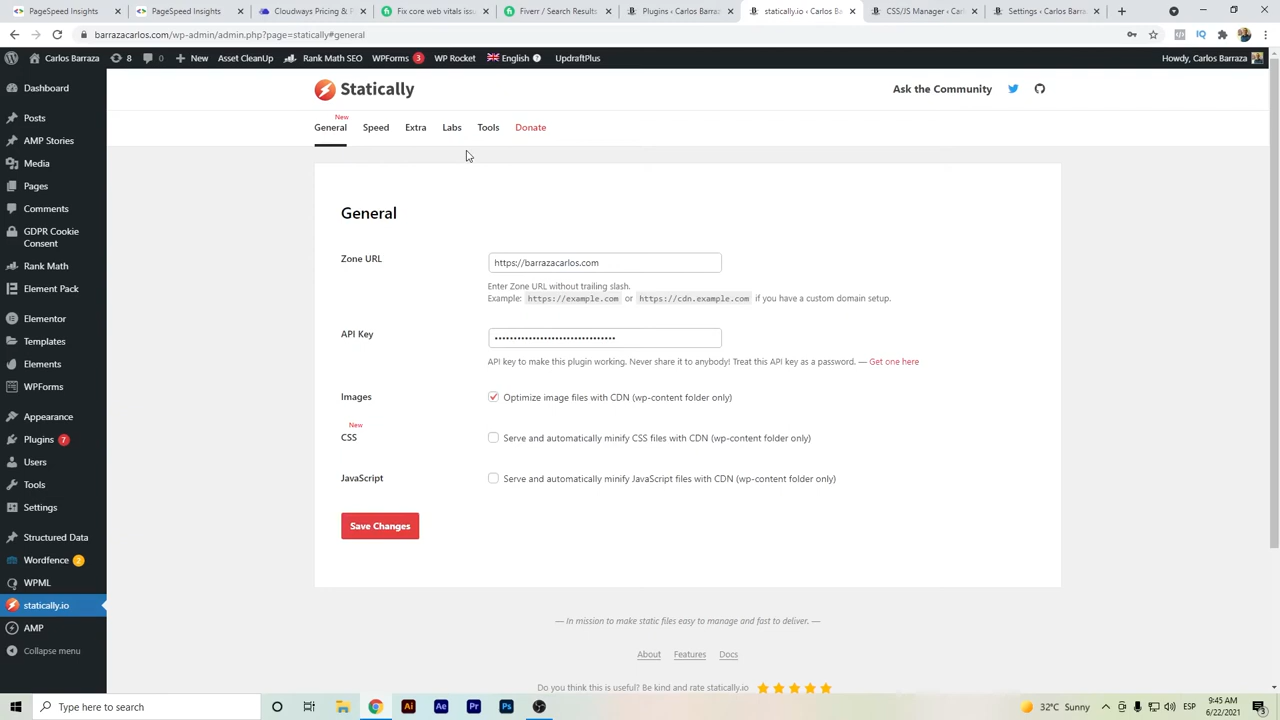 PageSpeed Insights
Cloudways Traditional Cloud
Fix core web vitals isse
Search Results
Plugins ‹ Carlos Barraz
statically.io ‹ Carlos Ba
CSS/JS Manager ‹ Carl
Settings ‹ Carlos Barraz
barrazacarlos.com/wp-admin/admin.php?page=statically#general
Carlos Barraza
8
0
New
Asset CleanUp
Rank Math SEO
WPForms 3
WP Rocket
English
UpdraftPlus
Howdy, Carlos Barraza
Dashboard
Posts
AMP Stories
Media
Pages
Comments
GDPR Cookie
Consent
Rank Math
Element Pack
Elementor
Templates
Elements
WPForms
Appearance
Plugins 7
Users
Tools
Settings
Structured Data
Wordfence 2
WPML
statically.io
AMP
Collapse menu
Statically
Ask the Community
New
General Speed Extra Labs Tools Donate
General
Zone URL
https://barrazacarlos.com
Enter Zone URL without trailing slash.
Example: https://example.com or https://cdn.example.com if you have a custom domain setup.
API Key
API key to make this plugin working. Never share it to anybody! Treat this API key as a password. — Get one here
Images
Optimize image files with CDN (wp-content folder only)
New
CSS
Serve and automatically minify CSS files with CDN (wp-content folder only)
JavaScript
Serve and automatically minify JavaScript files with CDN (wp-content folder only)
Save Changes
— In mission to make static files easy to manage and fast to deliver. —
About Features Docs
Do you think this is useful? Be kind and rate statically.io
Type here to search
Ai
Ae
Pr
Ps
32°C Sunny
ESP
9:45 AM
6/22/2021
3